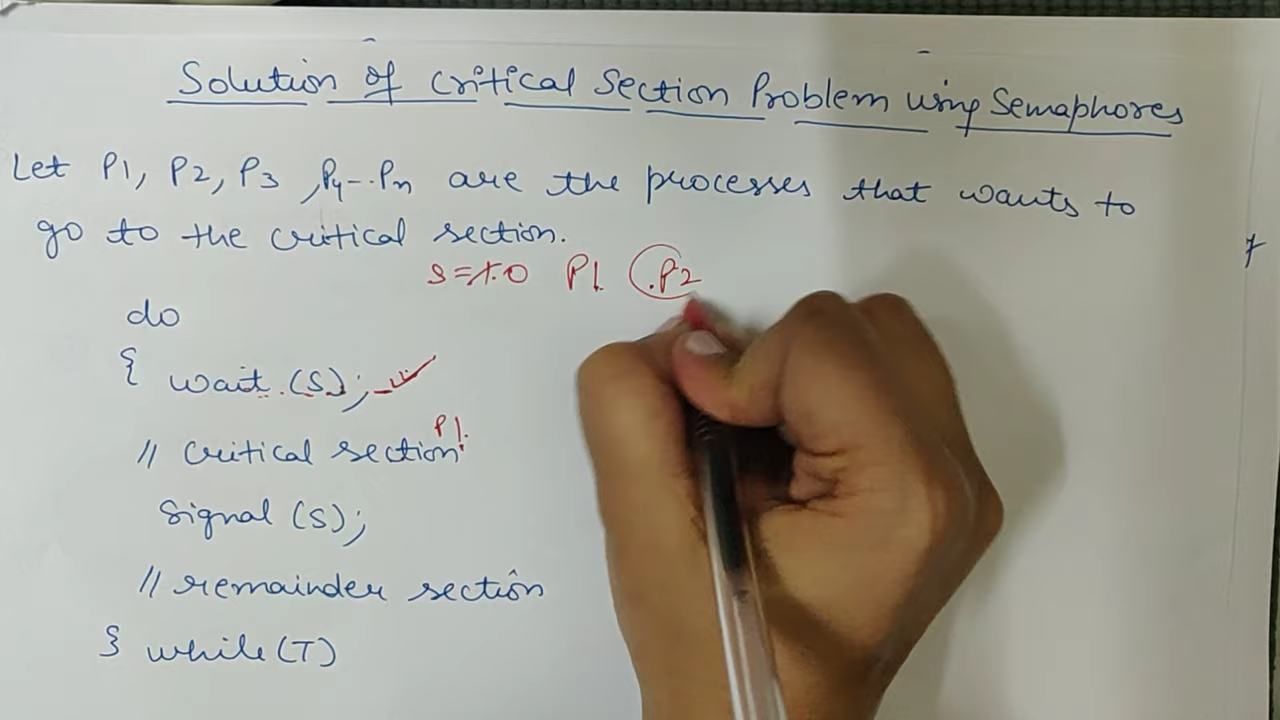 Solution of Critical Section Problem using Semaphores
Let P1, P2, P3, P4-..Pn are the processes that wants to
go to the critical section.
S=1.0 P1. .P2
do
{ wait (S);
P1.
// Critical section
Signal (S);
// remainder section
} while(T)